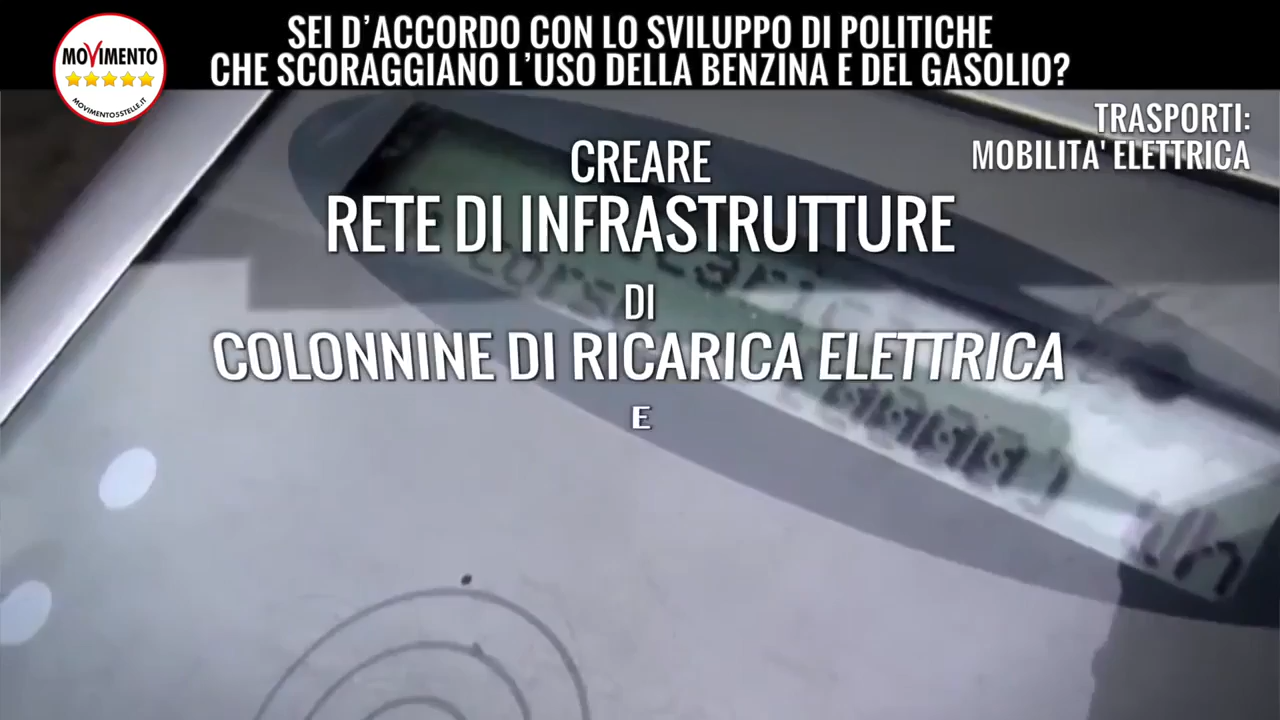 MOVIMENTO
MOVIMENTO5STELLE.IT
SEI D’ACCORDO CON LO SVILUPPO DI POLITICHE
CHE SCORAGGIANO L’USO DELLA BENZINA E DEL GASOLIO?
TRASPORTI:
MOBILITA' ELETTRICA
CREARE
RETE DI INFRASTRUTTURE
DI
COLONNINE DI RICARICA ELETTRICA
E